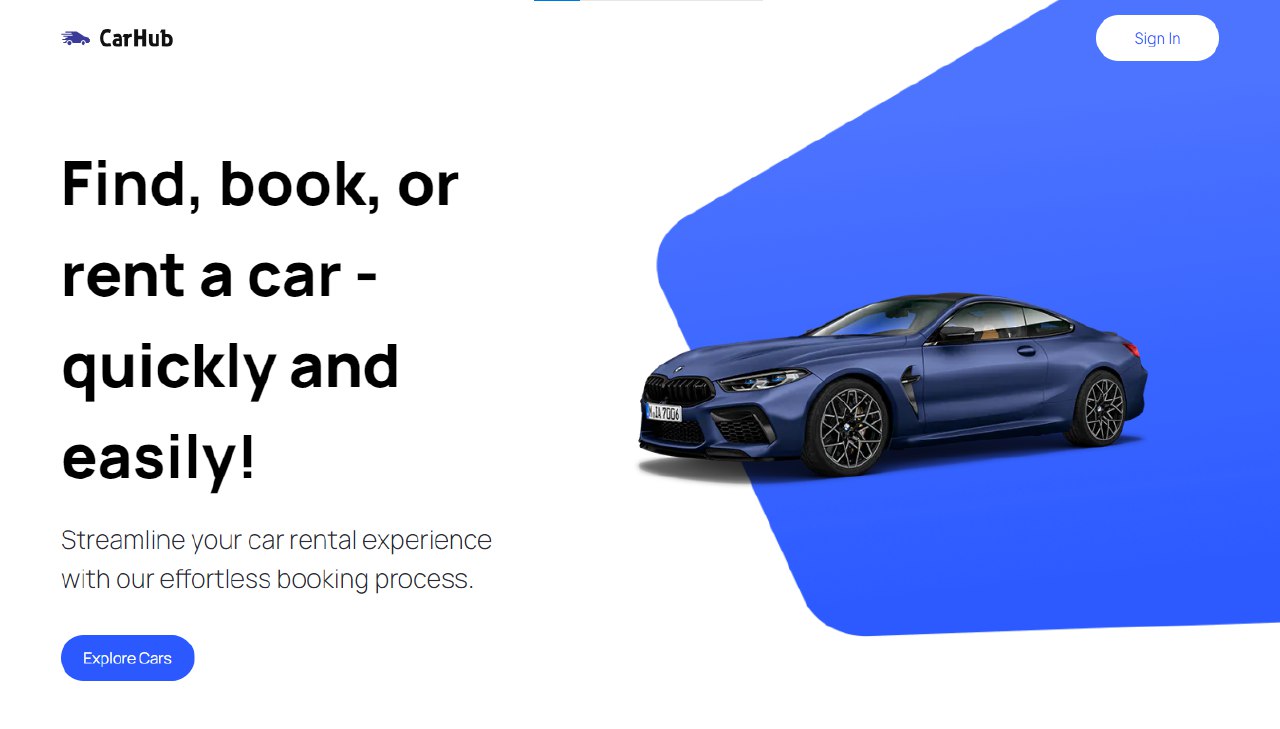 CarHub
Sign In
Find, book, or
rent a car -
quickly and
easily!
Streamline your car rental experience
with our effortless booking process.
Explore Cars
M·IA 7006